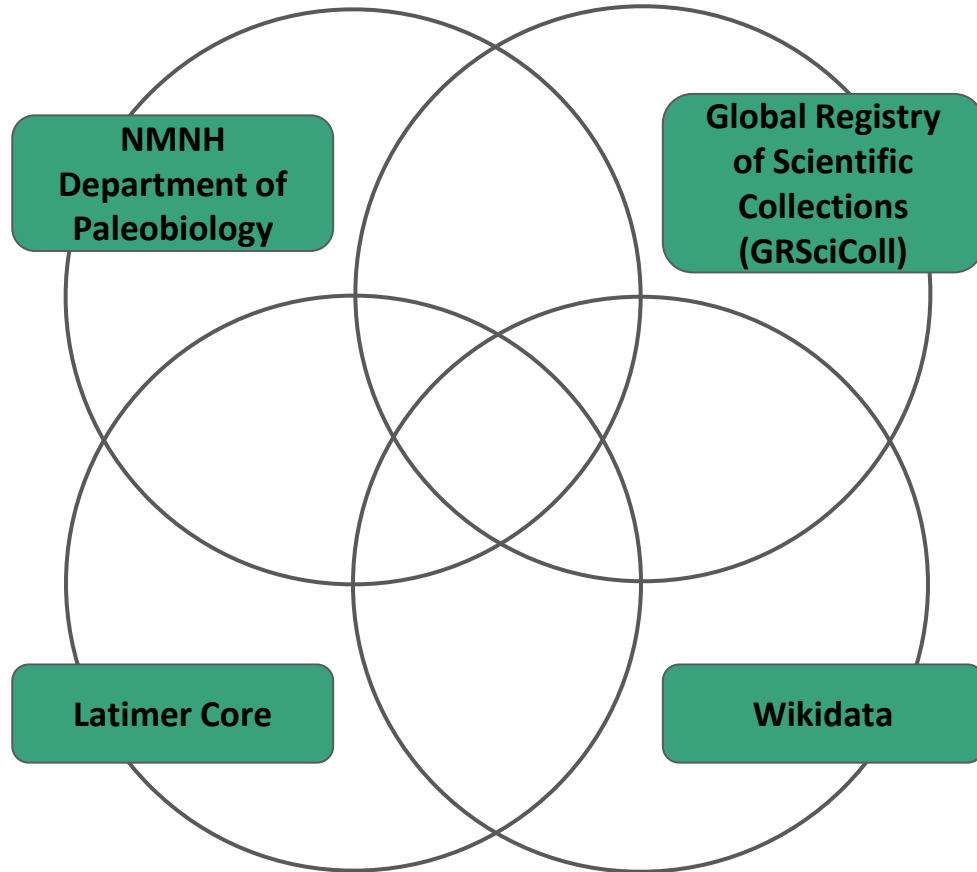 NMNH
Department of
Paleobiology
Global Registry
of Scientific
Collections
(GRSciColl)
Latimer Core
Wikidata